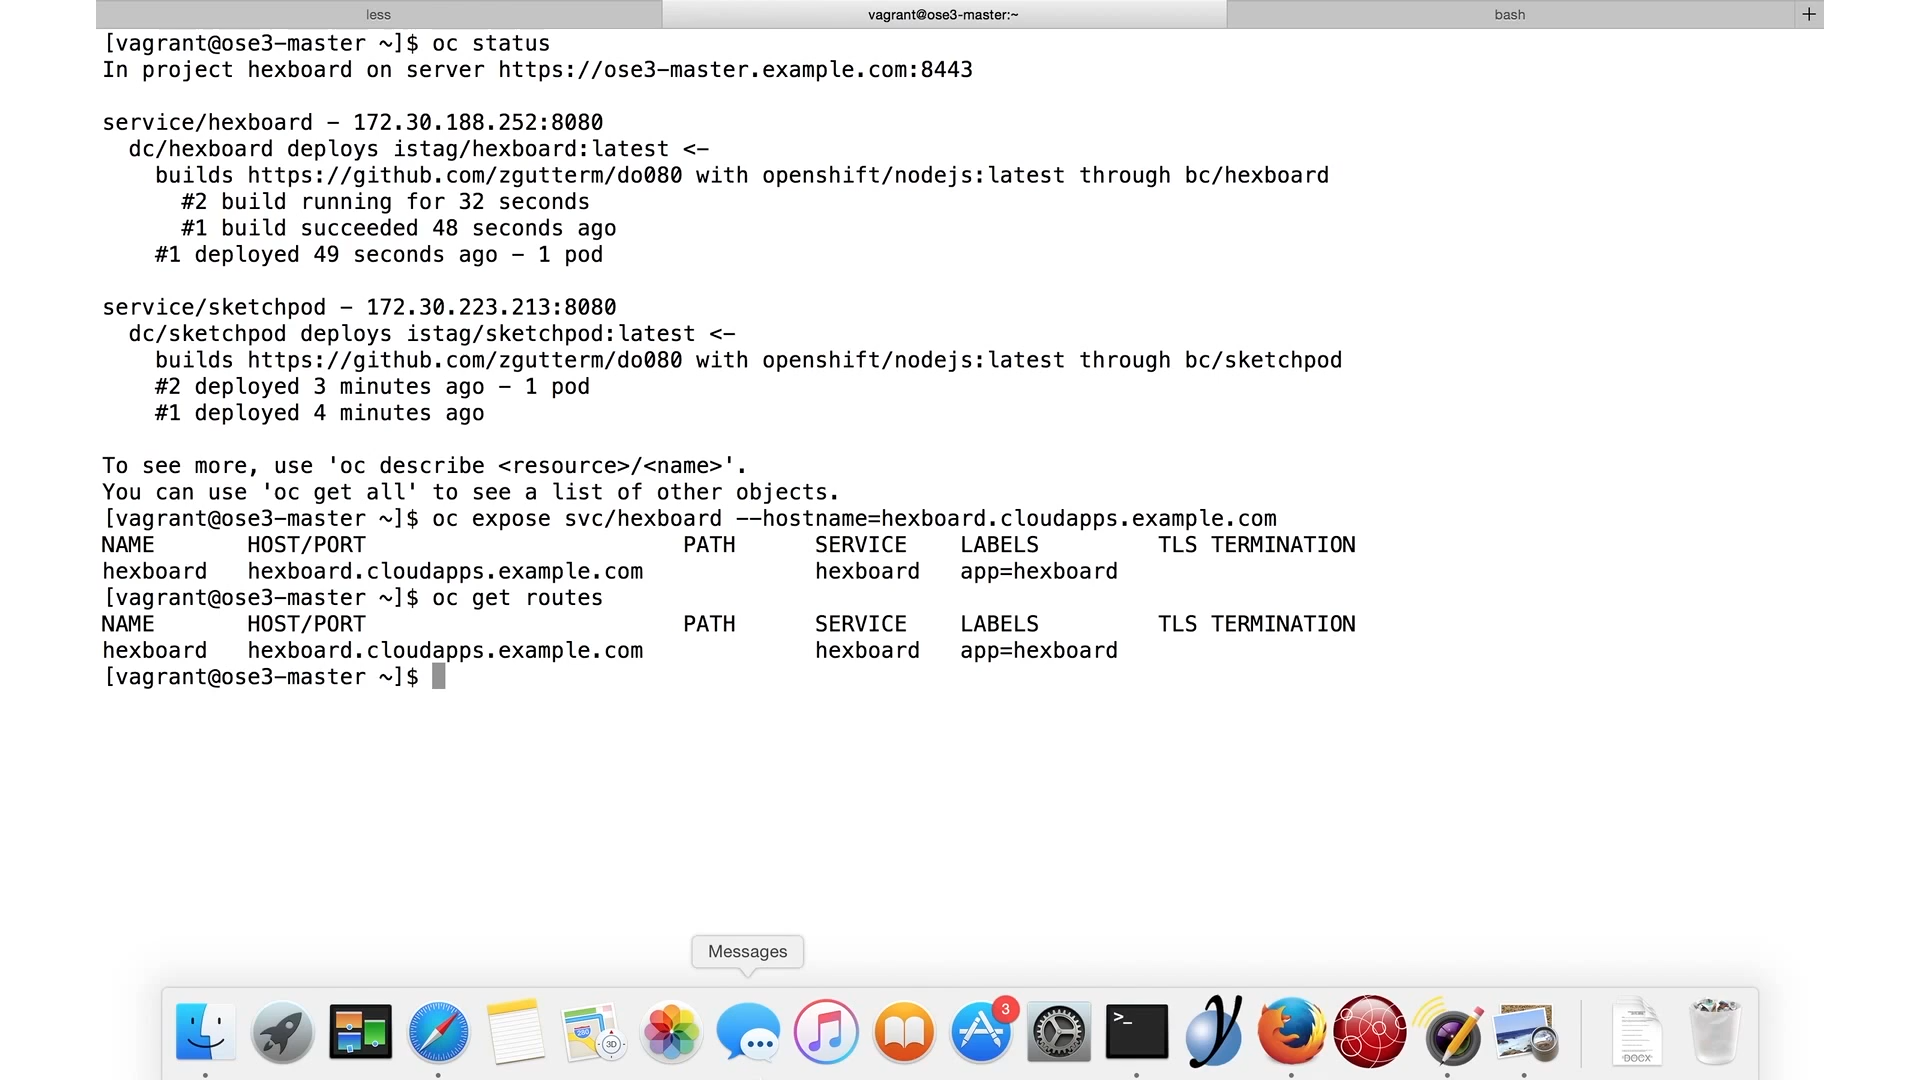 less
vagrant@ose3-master:~
bash
+
[vagrant@ose3-master ~]$ oc status
In project hexboard on server https://ose3-master.example.com:8443
service/hexboard - 172.30.188.252:8080
dc/hexboard deploys istag/hexboard:latest <-
builds https://github.com/zgutterm/do080 with openshift/nodejs:latest through bc/hexboard
#2 build running for 32 seconds
#1 build succeeded 48 seconds ago
#1 deployed 49 seconds ago - 1 pod
service/sketchpod - 172.30.223.213:8080
dc/sketchpod deploys istag/sketchpod:latest <-
builds https://github.com/zgutterm/do080 with openshift/nodejs:latest through bc/sketchpod
#2 deployed 3 minutes ago - 1 pod
#1 deployed 4 minutes ago
To see more, use 'oc describe <resource>/<name>'.
You can use 'oc get all' to see a list of other objects.
[vagrant@ose3-master ~]$ oc expose svc/hexboard --hostname=hexboard.cloudapps.example.com
NAME HOST/PORT PATH SERVICE LABELS TLS TERMINATION
hexboard hexboard.cloudapps.example.com hexboard app=hexboard
[vagrant@ose3-master ~]$ oc get routes
NAME HOST/PORT PATH SERVICE LABELS TLS TERMINATION
hexboard hexboard.cloudapps.example.com hexboard app=hexboard
[vagrant@ose3-master ~]$
Messages
3
280
3D
>_
y
DOCX